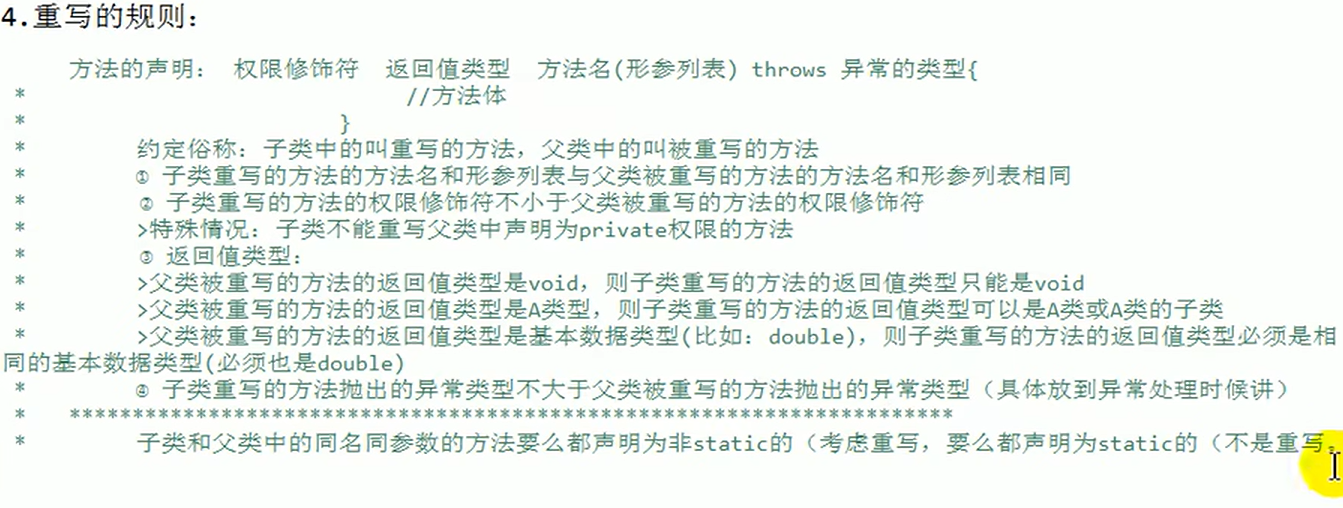 4.重写的规则：
方法的声明： 权限修饰符 返回值类型 方法名(形参列表) throws 异常的类型{
* //方法体
* }
* 约定俗称：子类中的叫重写的方法，父类中的叫被重写的方法
* ① 子类重写的方法的方法名和形参列表与父类被重写的方法的方法名和形参列表相同
* ② 子类重写的方法的权限修饰符不小于父类被重写的方法的权限修饰符
* >特殊情况：子类不能重写父类中声明为private权限的方法
* ③ 返回值类型：
* >父类被重写的方法的返回值类型是void，则子类重写的方法的返回值类型只能是void
* >父类被重写的方法的返回值类型是A类型，则子类重写的方法的返回值类型可以是A类或A类的子类
* >父类被重写的方法的返回值类型是基本数据类型(比如：double)，则子类重写的方法的返回值类型必须是相
同的基本数据类型(必须也是double)
* ④ 子类重写的方法抛出的异常类型不大于父类被重写的方法抛出的异常类型（具体放到异常处理时候讲）
* **********************************************************************
* 子类和父类中的同名同参数的方法要么都声明为非static的（考虑重写，要么都声明为static的（不是重写。